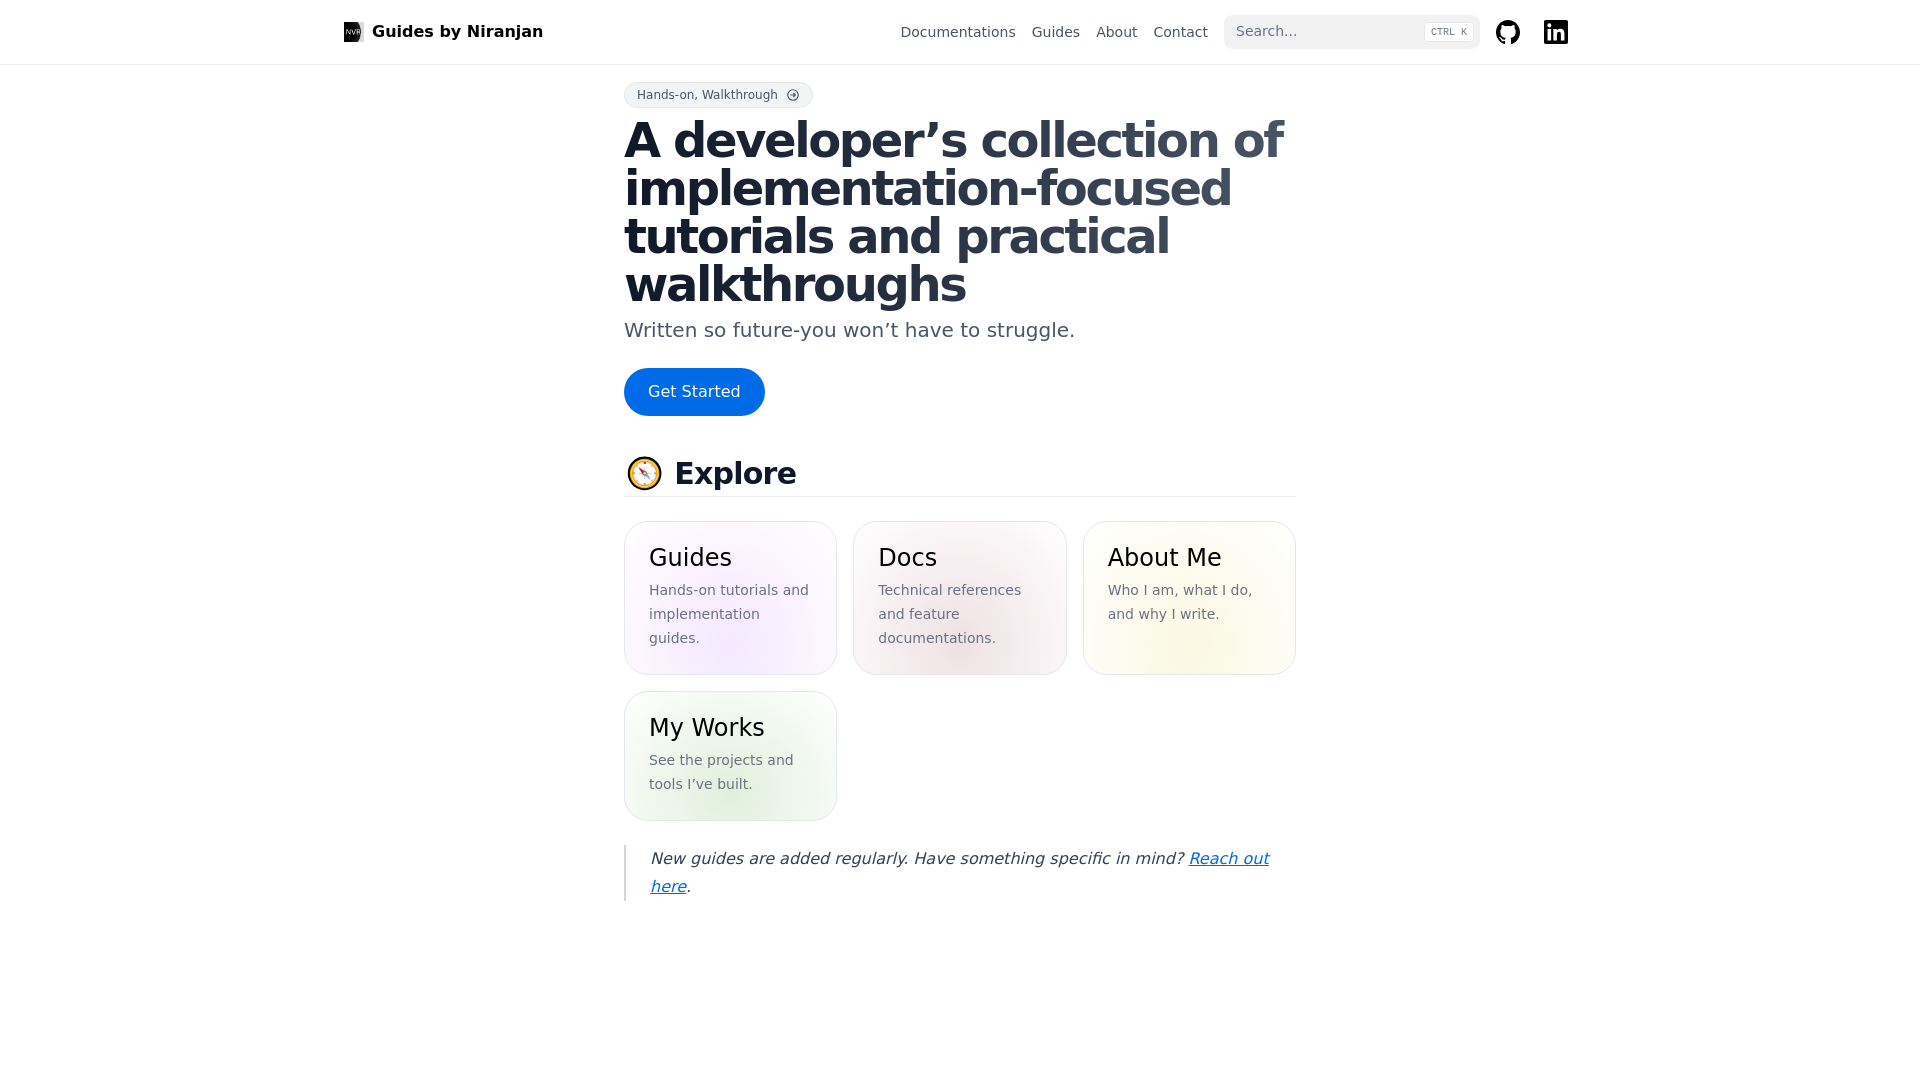 NVR
Guides by Niranjan
Documentations
Guides
About
Contact
Search...
CTRL K
Hands-on, Walkthrough
A developer’s collection of
implementation-focused
tutorials and practical
walkthroughs
Written so future-you won’t have to struggle.
Get Started
Explore
Guides
Hands-on tutorials and
implementation
guides.
Docs
Technical references
and feature
documentations.
About Me
Who I am, what I do,
and why I write.
My Works
See the projects and
tools I’ve built.
New guides are added regularly. Have something specific in mind? Reach out
here.